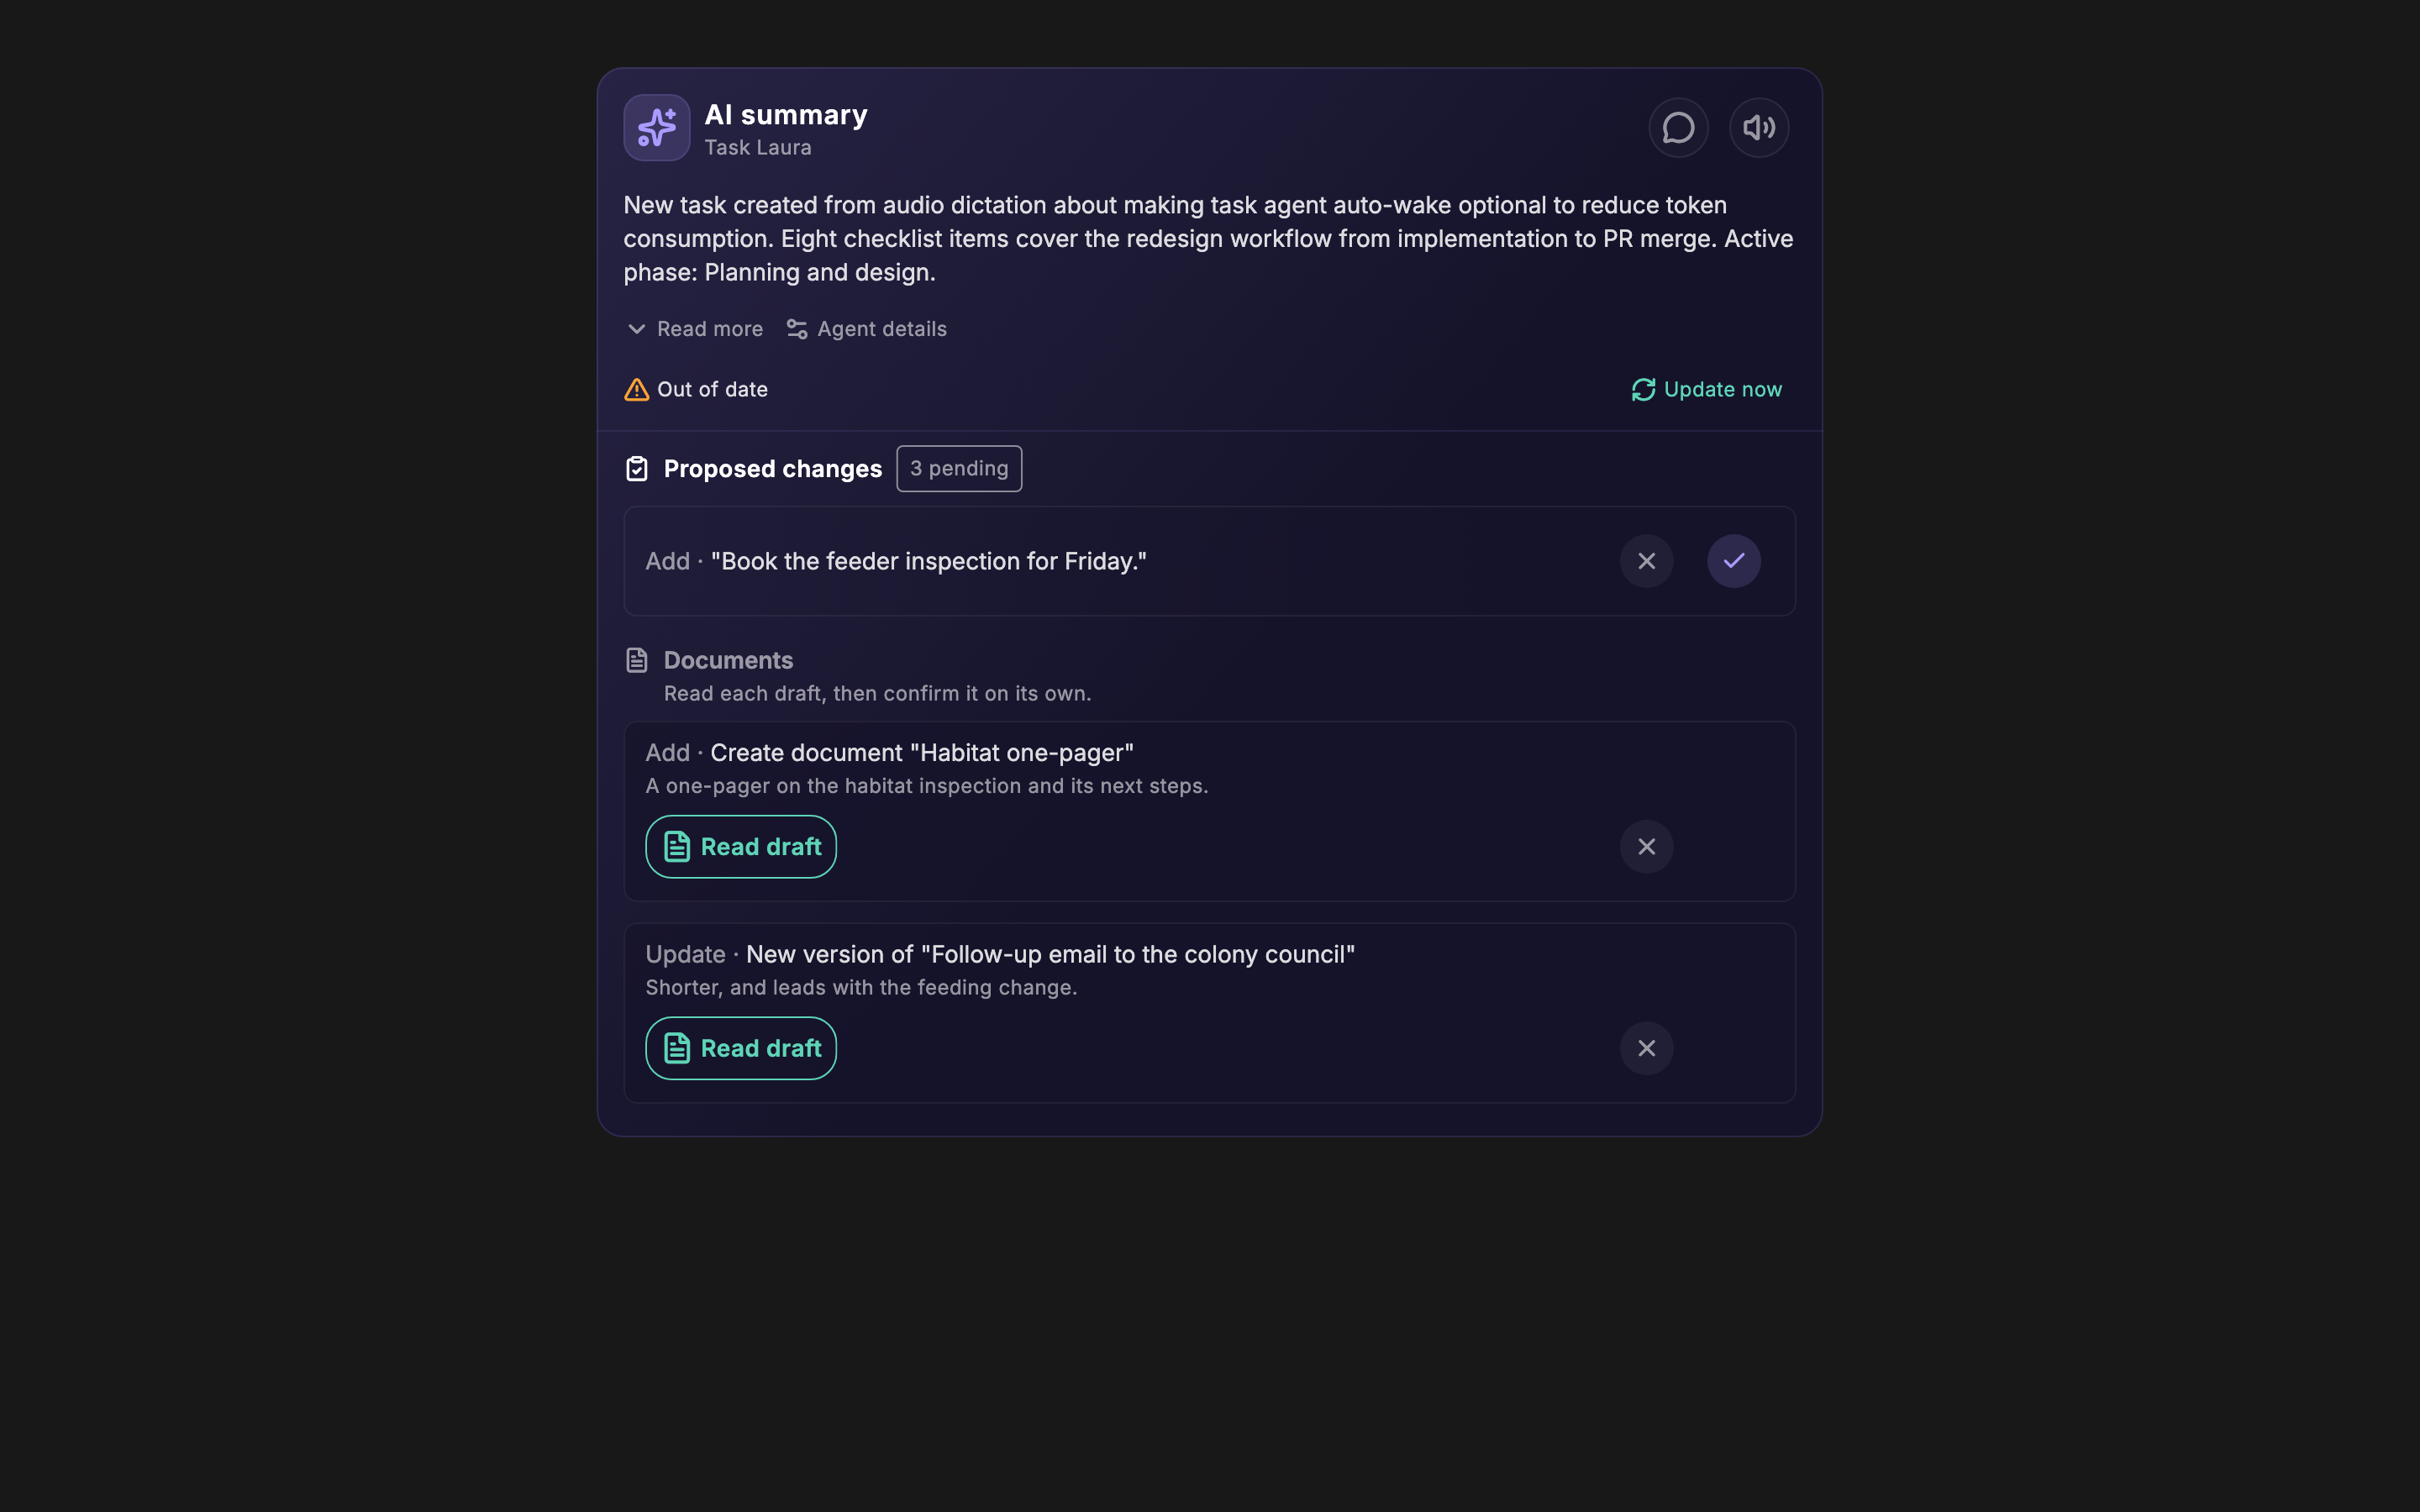 AI summary
Task Laura
New task created from audio dictation about making task agent auto-wake optional to reduce token
consumption. Eight checklist items cover the redesign workflow from implementation to PR merge. Active
phase: Planning and design.
Read more Agent details
Out of date Update now
Proposed changes 3 pending
Add · "Book the feeder inspection for Friday."
Documents
Read each draft, then confirm it on its own.
Add · Create document "Habitat one-pager"
A one-pager on the habitat inspection and its next steps.
Read draft
Update · New version of "Follow-up email to the colony council"
Shorter, and leads with the feeding change.
Read draft